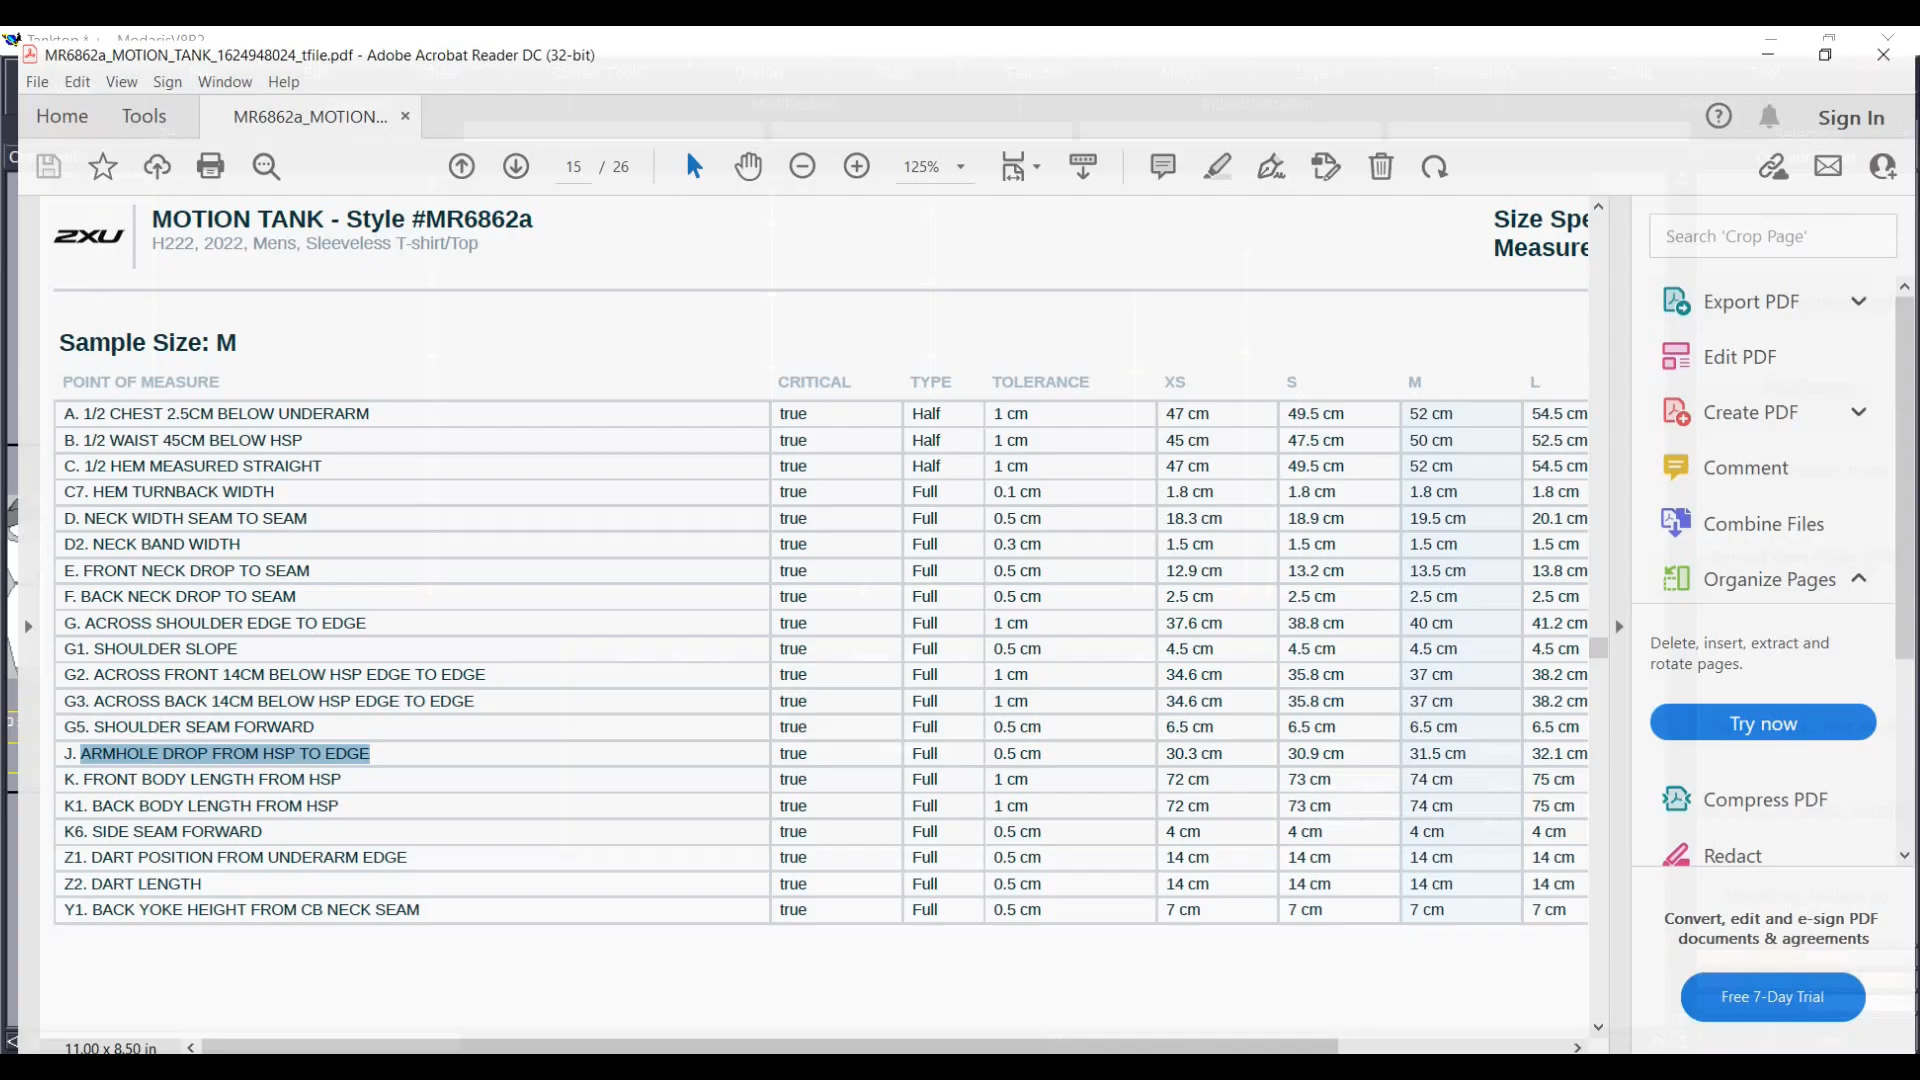 Tanktop * - ModarisV8R2
MR6862a_MOTION_TANK_1624948024_tfile.pdf - Adobe Acrobat Reader DC (32-bit)
File Edit View Sign Window Help
Home Tools MR6862a_MOTION... × Sign In
15 / 26 125%
2XU
MOTION TANK - Style #MR6862a
H222, 2022, Mens, Sleeveless T-shirt/Top
Size Spe
Measure
Sample Size: M
POINT OF MEASURE CRITICAL TYPE TOLERANCE XS S M L
A. 1/2 CHEST 2.5CM BELOW UNDERARM true Half 1 cm 47 cm 49.5 cm 52 cm 54.5 cm
B. 1/2 WAIST 45CM BELOW HSP true Half 1 cm 45 cm 47.5 cm 50 cm 52.5 cm
C. 1/2 HEM MEASURED STRAIGHT true Half 1 cm 47 cm 49.5 cm 52 cm 54.5 cm
C7. HEM TURNBACK WIDTH true Full 0.1 cm 1.8 cm 1.8 cm 1.8 cm 1.8 cm
D. NECK WIDTH SEAM TO SEAM true Full 0.5 cm 18.3 cm 18.9 cm 19.5 cm 20.1 cm
D2. NECK BAND WIDTH true Full 0.3 cm 1.5 cm 1.5 cm 1.5 cm 1.5 cm
E. FRONT NECK DROP TO SEAM true Full 0.5 cm 12.9 cm 13.2 cm 13.5 cm 13.8 cm
F. BACK NECK DROP TO SEAM true Full 0.5 cm 2.5 cm 2.5 cm 2.5 cm 2.5 cm
G. ACROSS SHOULDER EDGE TO EDGE true Full 1 cm 37.6 cm 38.8 cm 40 cm 41.2 cm
G1. SHOULDER SLOPE true Full 0.5 cm 4.5 cm 4.5 cm 4.5 cm 4.5 cm
G2. ACROSS FRONT 14CM BELOW HSP EDGE TO EDGE true Full 1 cm 34.6 cm 35.8 cm 37 cm 38.2 cm
G3. ACROSS BACK 14CM BELOW HSP EDGE TO EDGE true Full 1 cm 34.6 cm 35.8 cm 37 cm 38.2 cm
G5. SHOULDER SEAM FORWARD true Full 0.5 cm 6.5 cm 6.5 cm 6.5 cm 6.5 cm
J. ARMHOLE DROP FROM HSP TO EDGE true Full 0.5 cm 30.3 cm 30.9 cm 31.5 cm 32.1 cm
K. FRONT BODY LENGTH FROM HSP true Full 1 cm 72 cm 73 cm 74 cm 75 cm
K1. BACK BODY LENGTH FROM HSP true Full 1 cm 72 cm 73 cm 74 cm 75 cm
K6. SIDE SEAM FORWARD true Full 0.5 cm 4 cm 4 cm 4 cm 4 cm
Z1. DART POSITION FROM UNDERARM EDGE true Full 0.5 cm 14 cm 14 cm 14 cm 14 cm
Z2. DART LENGTH true Full 0.5 cm 14 cm 14 cm 14 cm 14 cm
Y1. BACK YOKE HEIGHT FROM CB NECK SEAM true Full 0.5 cm 7 cm 7 cm 7 cm 7 cm
11.00 x 8.50 in
Search 'Crop Page'
Export PDF
Edit PDF
Create PDF
Comment
Combine Files
Organize Pages
Delete, insert, extract and
rotate pages.
Try now
Compress PDF
Redact
Convert, edit and e-sign PDF
documents & agreements
Free 7-Day Trial